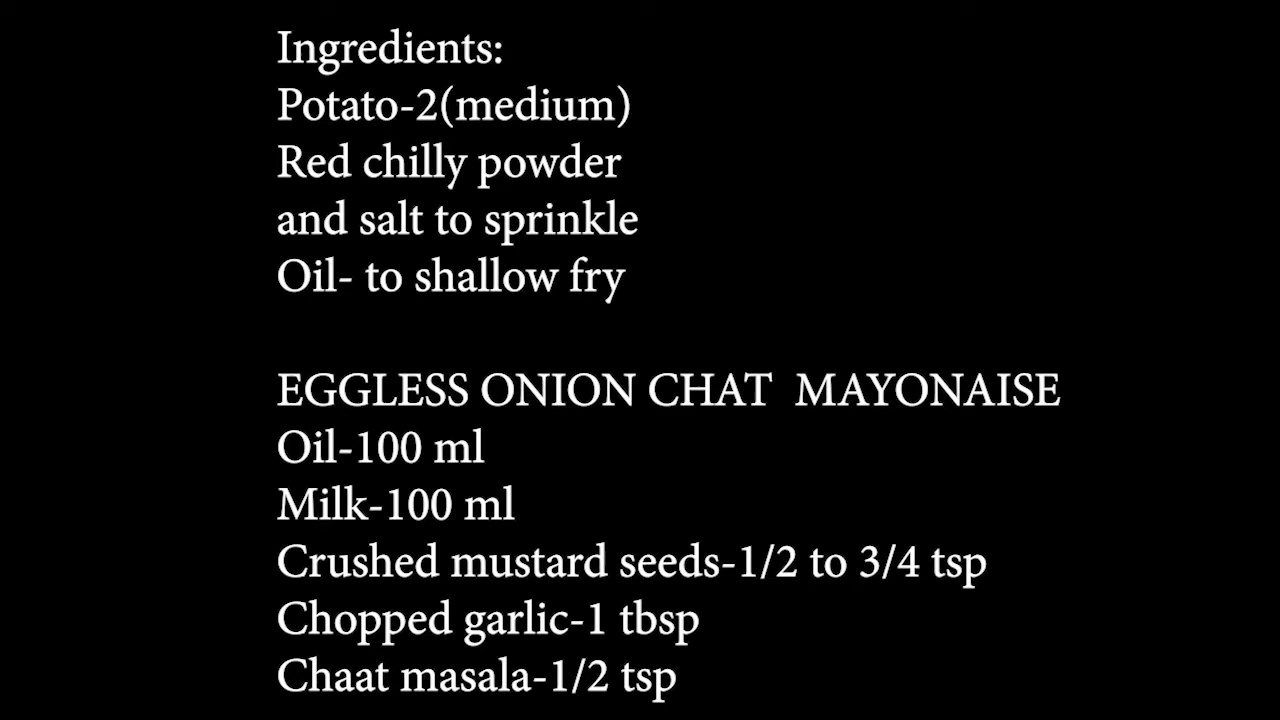 Ingredients:
Potato-2(medium)
Red chilly powder
and salt to sprinkle
Oil- to shallow fry
EGGLESS ONION CHAT  MAYONAISE
Oil-100 ml
Milk-100 ml
Crushed mustard seeds-1/2 to 3/4 tsp
Chopped garlic-1 tbsp
Chaat masala-1/2 tsp